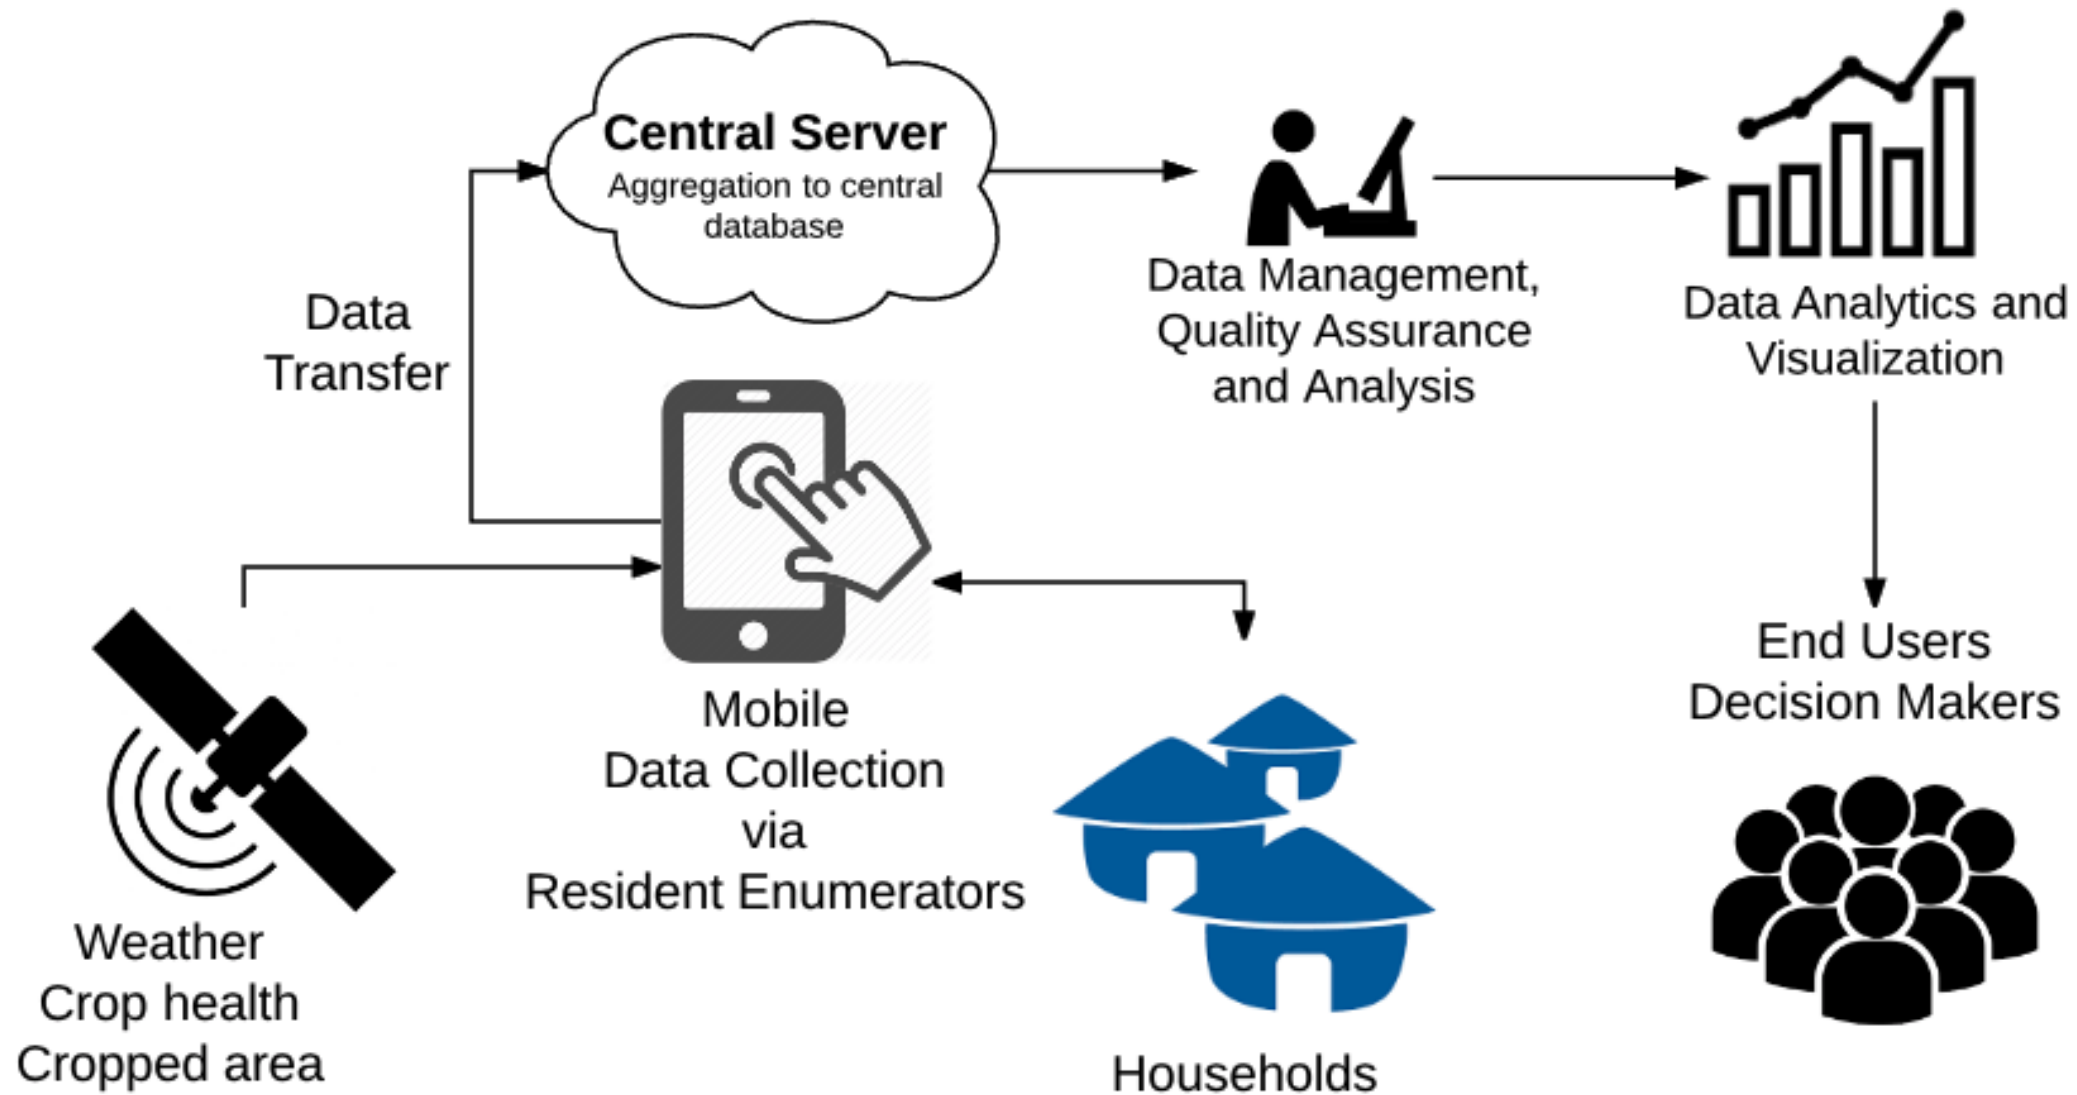 Central Server
Aggregation to central
database
Data Management,
Quality Assurance
and Analysis
Data Analytics and
Visualization
Data
Transfer
End Users
Decision Makers
Mobile
Data Collection
via
Resident Enumerators
Weather
Crop health
Cropped area
Households